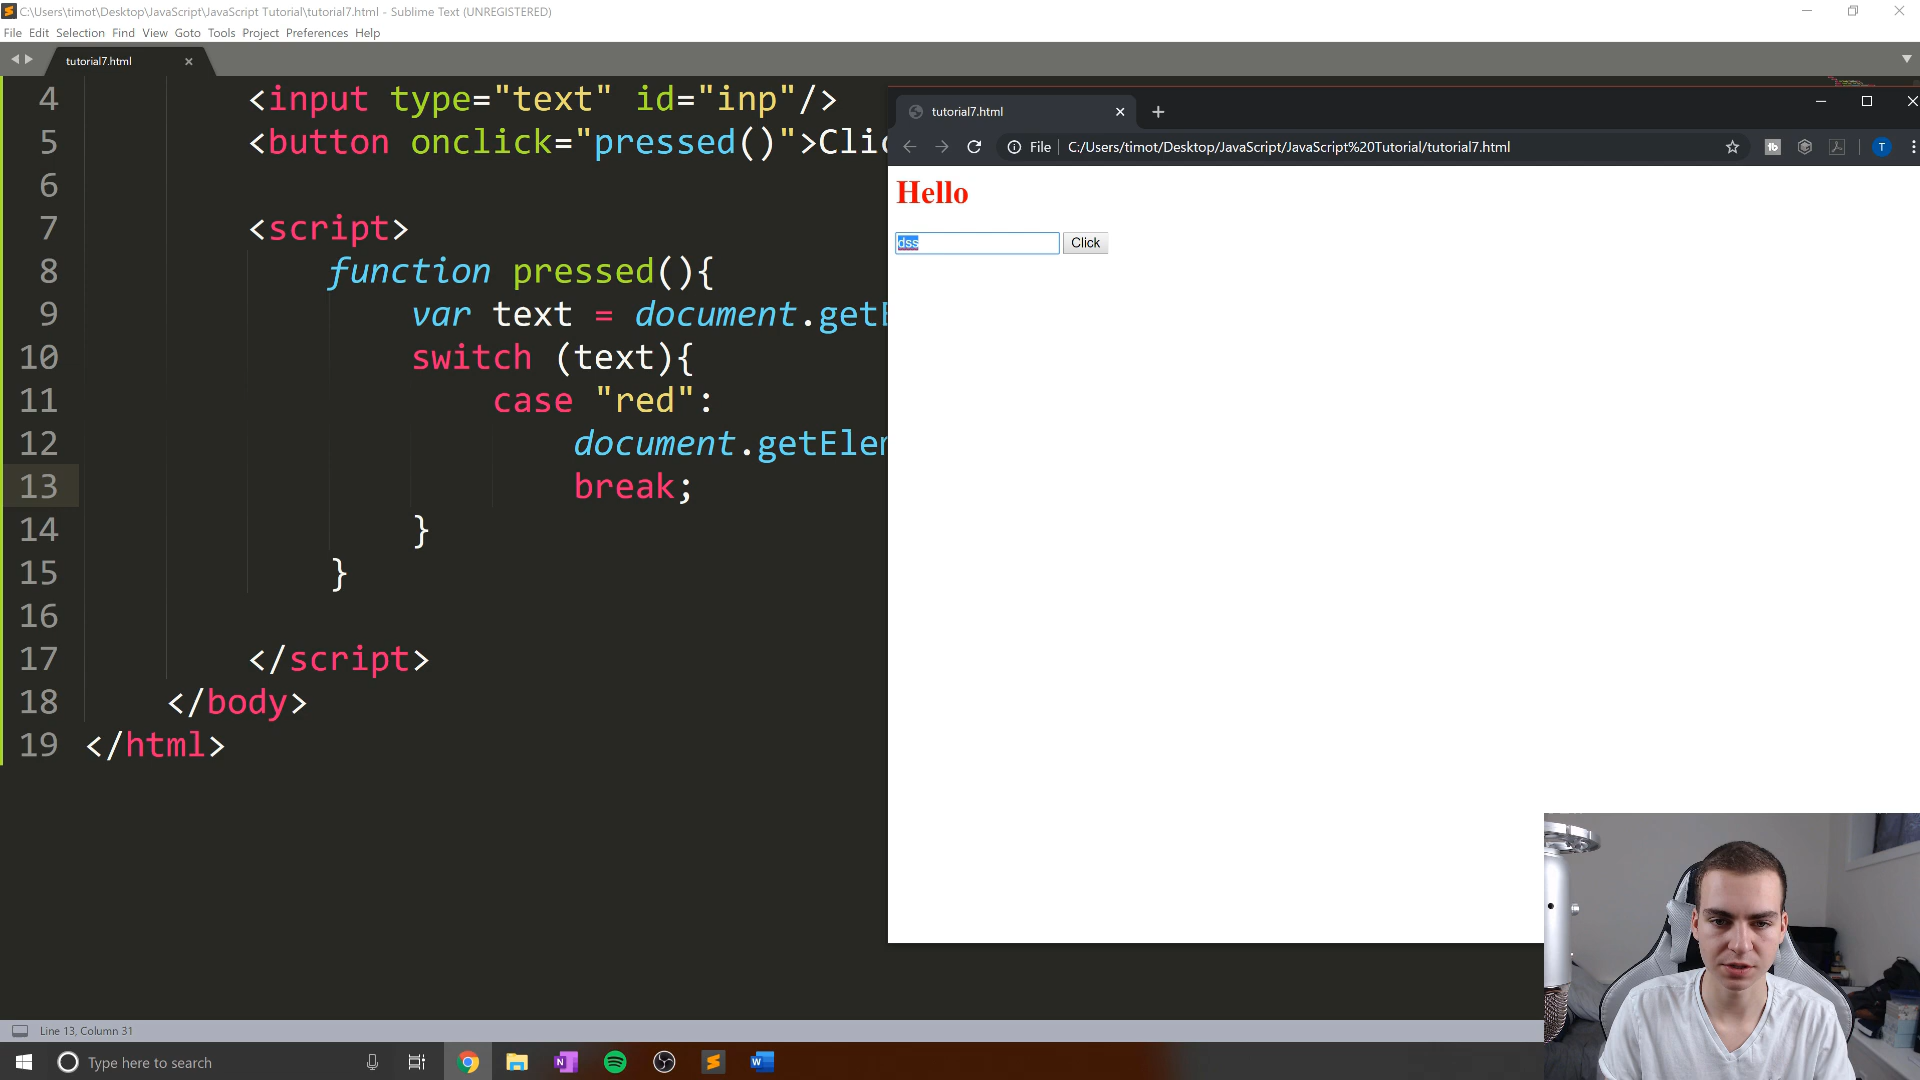 C:\Users\timot\Desktop\JavaScript\JavaScript Tutorial\tutorial7.html - Sublime Text (UNREGISTERED)
File Edit Selection Find View Goto Tools Project Preferences Help
tutorial7.html
4 <input type="text" id="inp"/>
5 <button onclick="pressed()">Clic
6
7 <script>
8 function pressed(){
9 var text = document.getE
10 switch (text){
11 case "red":
12 document.getElem
13 break;
14 }
15 }
16
17 </script>
18 </body>
19 </html>
tutorial7.html
File C:/Users/timot/Desktop/JavaScript/JavaScript%20Tutorial/tutorial7.html
T
Hello
dss Click
Line 13, Column 31
Type here to search